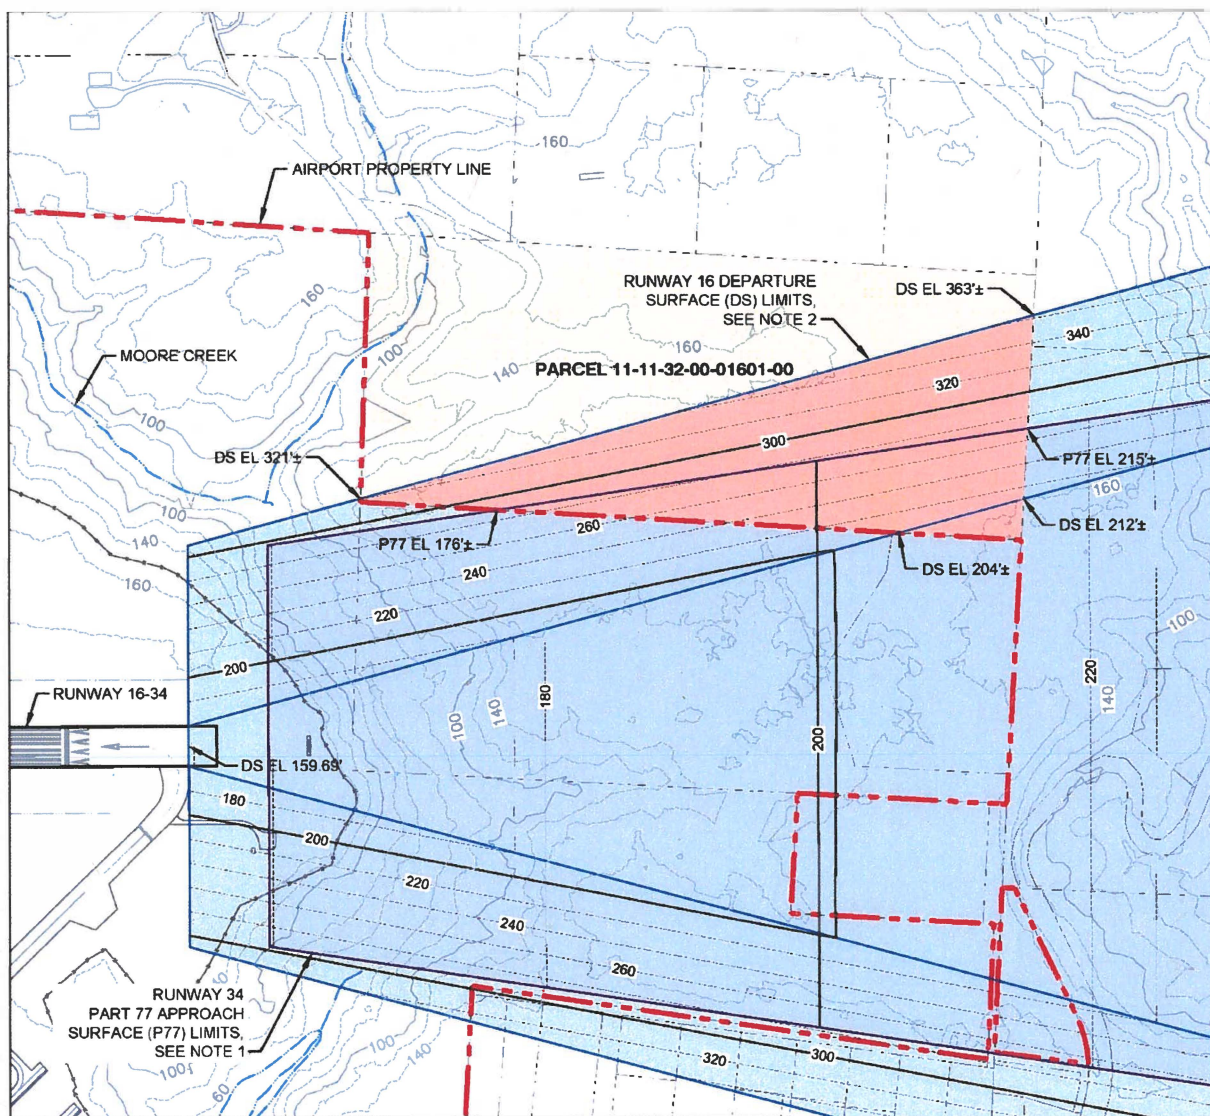 160
AIRPORT PROPERTY LINE
160
RUNWAY 16 DEPARTURE
SURFACE (DS) LIMITS,
SEE NOTE 2
DS EL 363'±
340
MOORE CREEK
100
160
140
PARCEL 11-11-32-00-01601-00
320
100
300
DS EL 321'±
P77 EL 215'±
160
100
260
DS EL 212'±
140
P77 EL 176'±
240
DS EL 204'±
160
220
100
200
220
RUNWAY 16-34
180
140
140
100
200
DS EL 159.69'
180
200
220
240
260
RUNWAY 34
PART 77 APPROACH
SURFACE (P77) LIMITS,
SEE NOTE 1
100
100
140
60
320
300